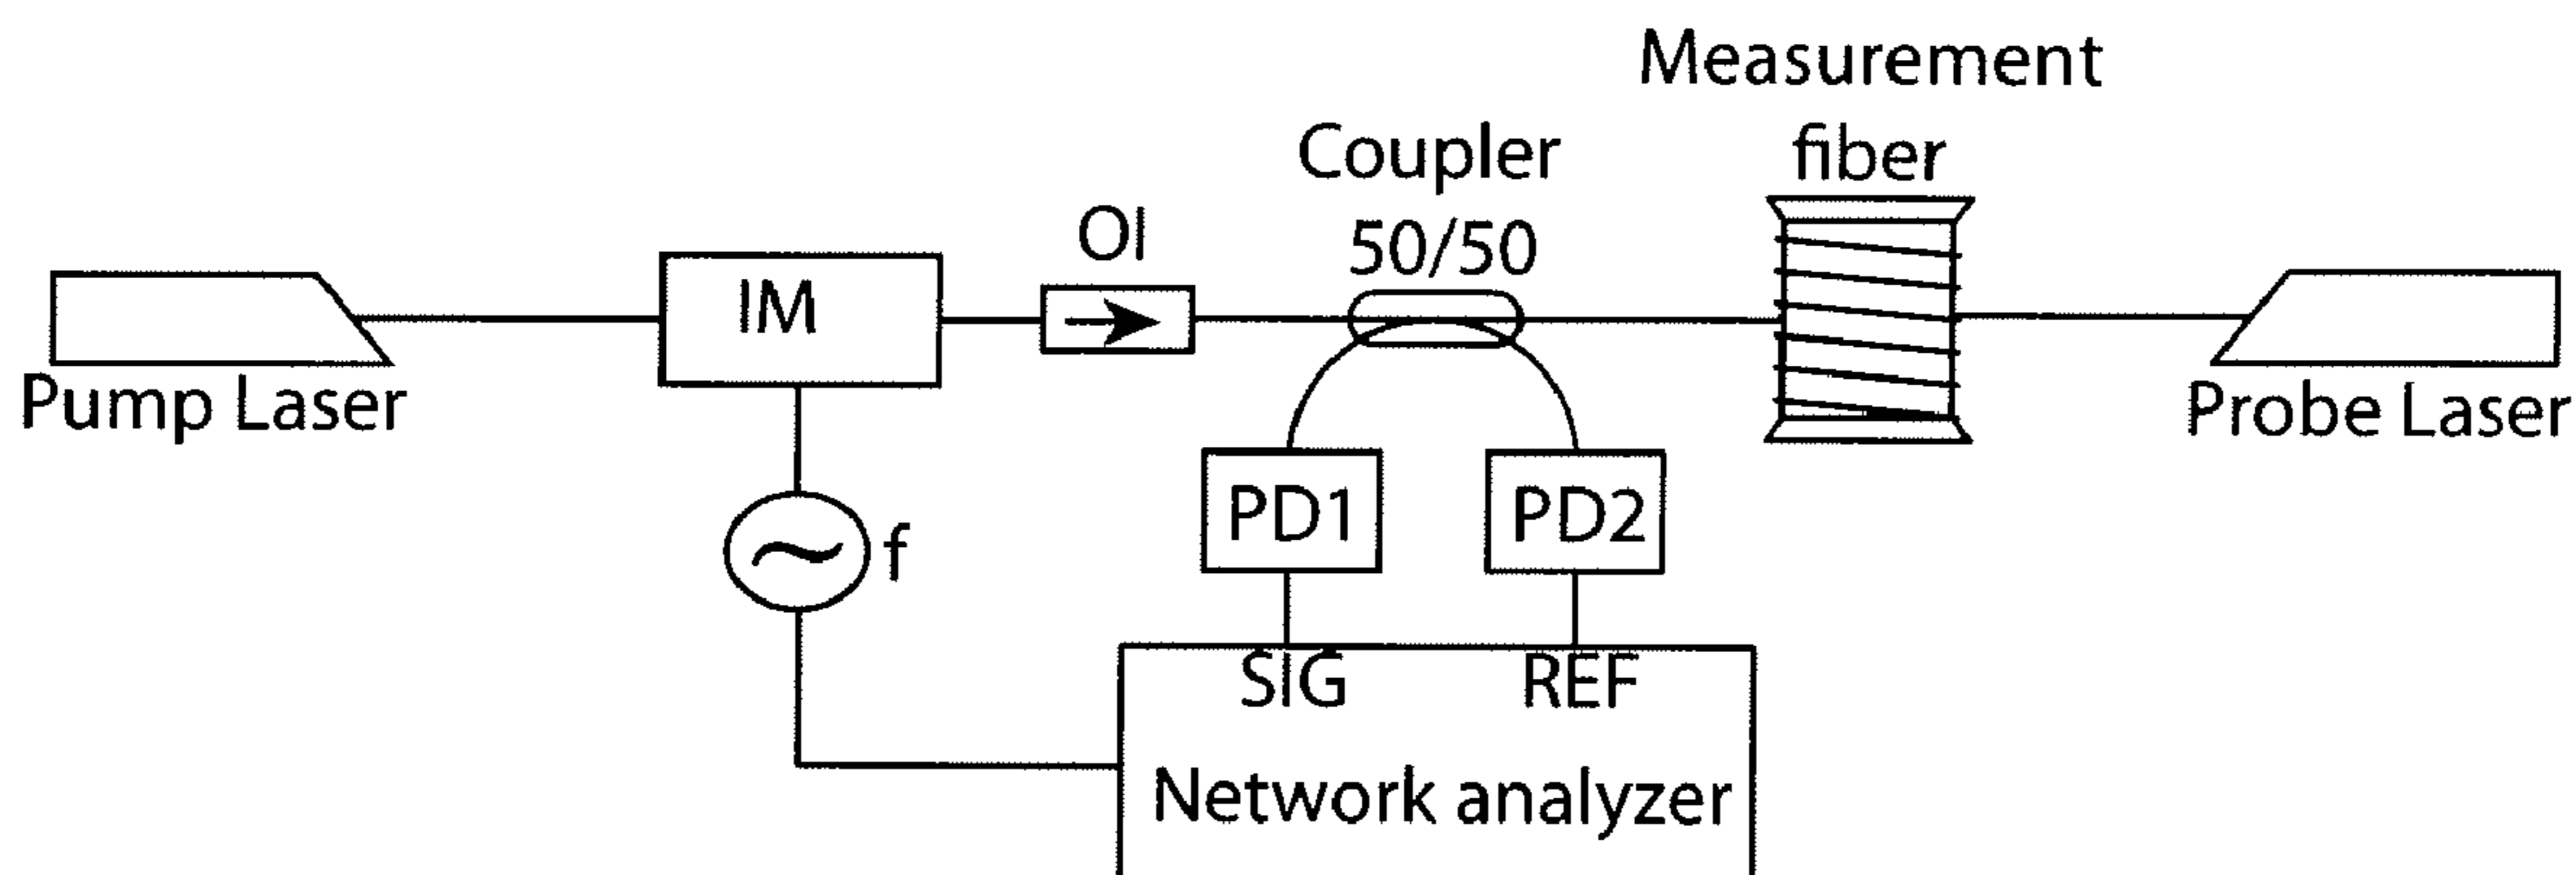 Measurement
fiber
Coupler
50/50
OI
IM
Pump Laser
Probe Laser
f
PD1
PD2
SIG
REF
Network analyzer